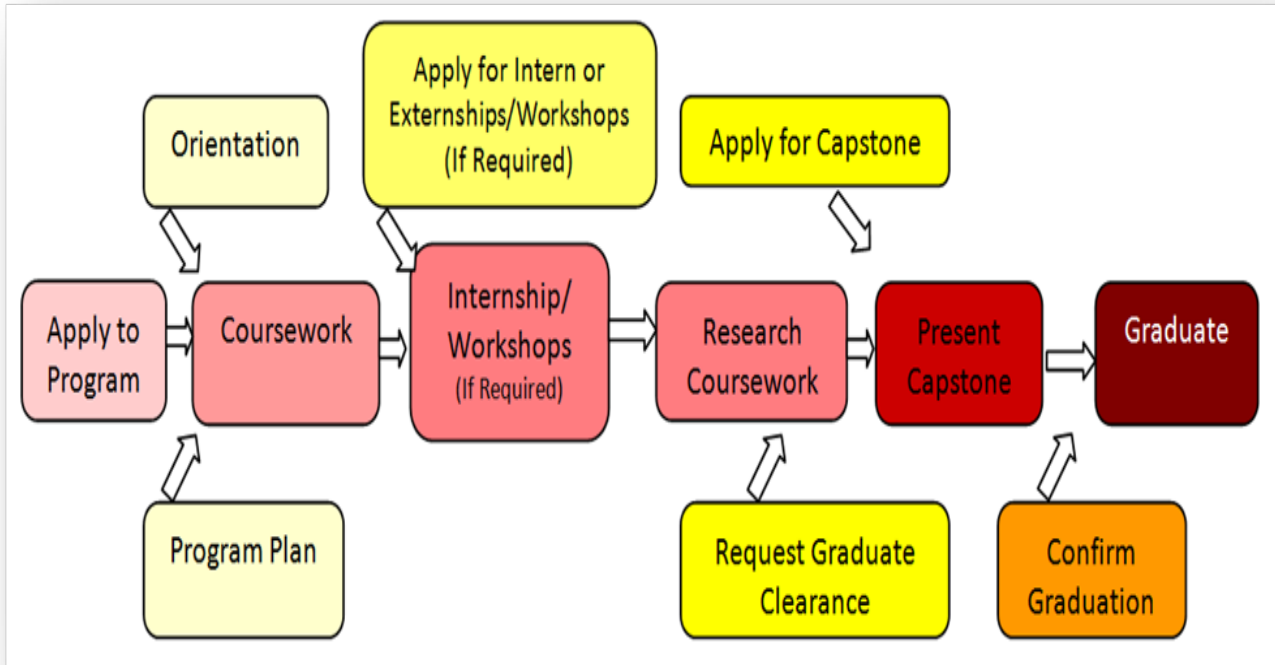 Apply for Intern or
Externships/Workshops
(If Required)
Orientation
Apply for Capstone
Apply to
Program
Coursework
Internship/
Workshops
(If Required)
Research
Coursework
Present
Capstone
Graduate
Program Plan
Request Graduate
Clearance
Confirm
Graduation